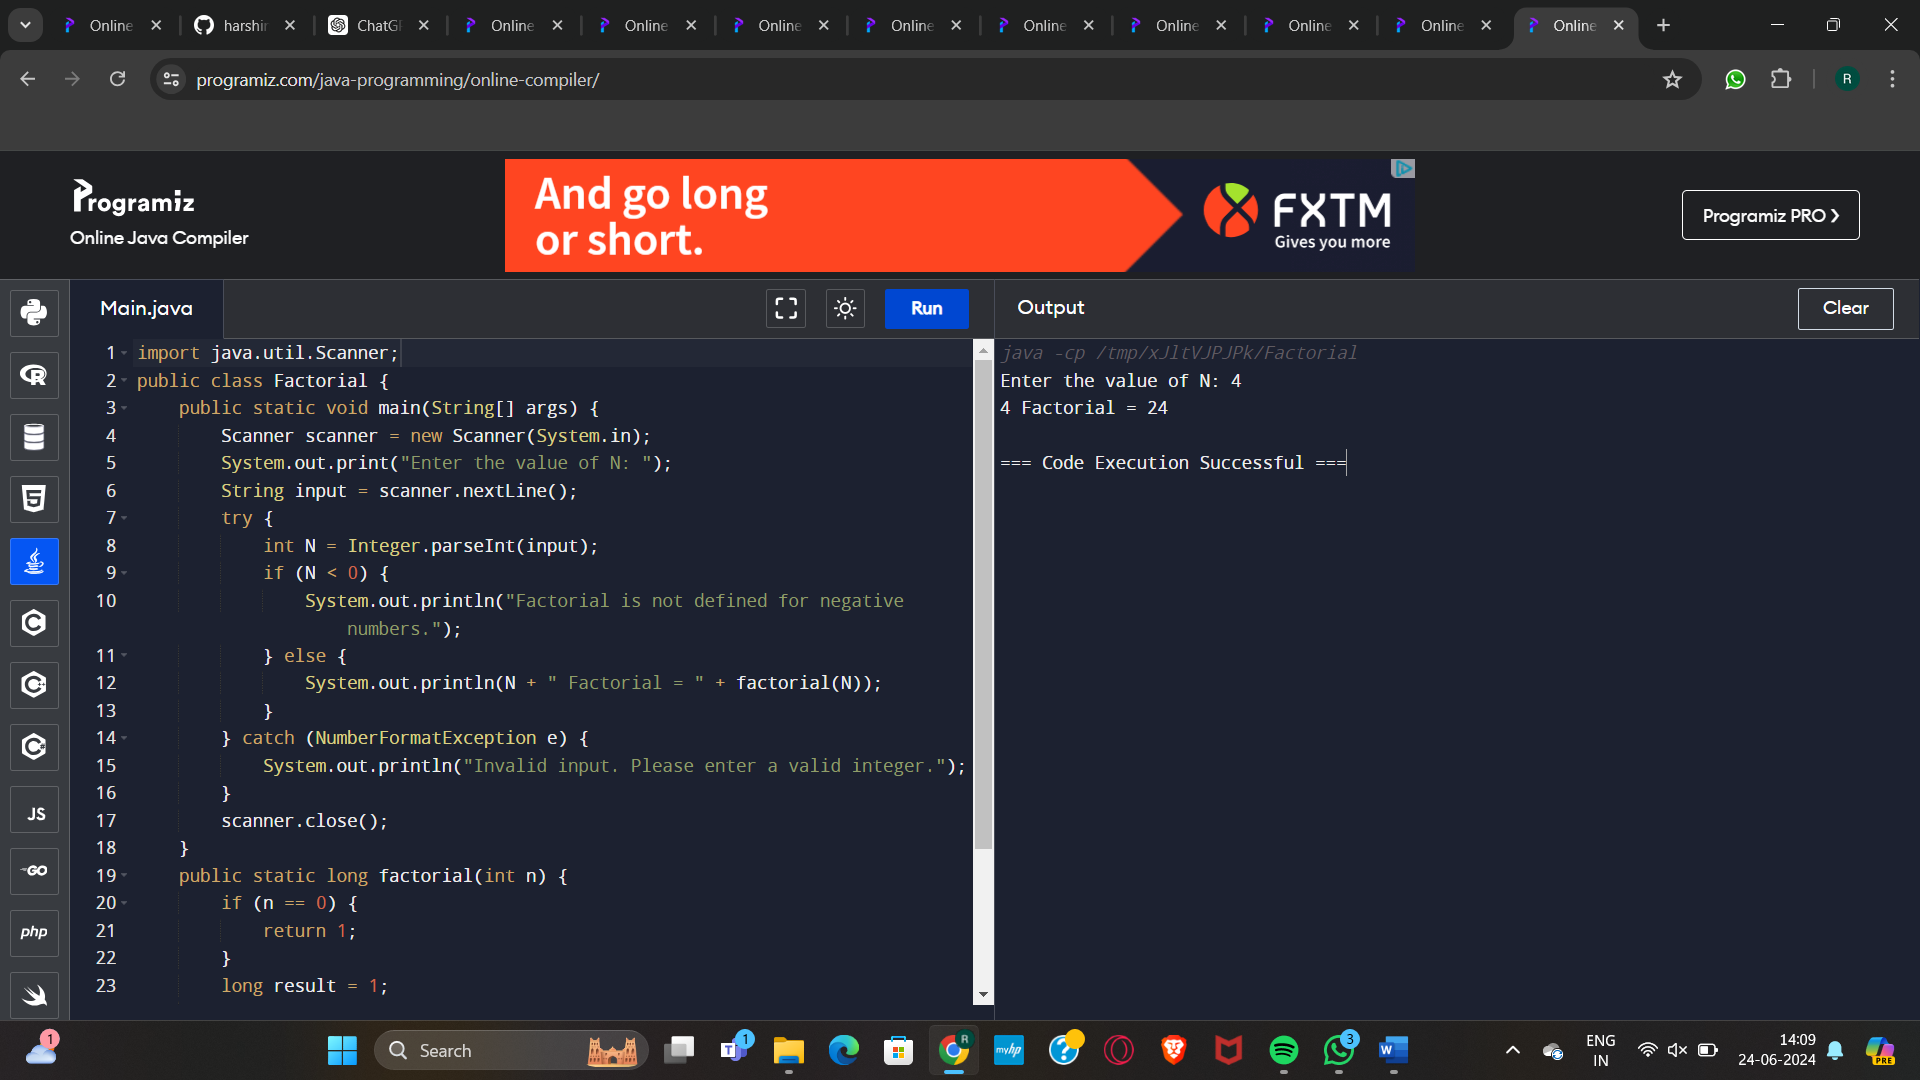 Online
harshir
ChatGF
Online
Online
Online
Online
Online
Online
Online
Online
Online
programiz.com/java-programming/online-compiler/
R
Programiz
Online Java Compiler
And go long
or short.
FXTM
Gives you more
Programiz PRO ❯
Main.java
Run
Output
Clear
1 import java.util.Scanner;
2 public class Factorial {
3     public static void main(String[] args) {
4         Scanner scanner = new Scanner(System.in);
5         System.out.print("Enter the value of N: ");
6         String input = scanner.nextLine();
7         try {
8             int N = Integer.parseInt(input);
9             if (N < 0) {
10                 System.out.println("Factorial is not defined for negative
numbers.");
11             } else {
12                 System.out.println(N + " Factorial = " + factorial(N));
13             }
14         } catch (NumberFormatException e) {
15             System.out.println("Invalid input. Please enter a valid integer.");
16         }
17         scanner.close();
18     }
19     public static long factorial(int n) {
20         if (n == 0) {
21             return 1;
22         }
23         long result = 1;
java -cp /tmp/xJltVJPJPk/Factorial
Enter the value of N: 4
4 Factorial = 24
=== Code Execution Successful ===
R
5
C
C
C
JS
GO
php
1
Search
1
R
myhp
?
3
W
ENG
IN
14:09
24-06-2024
PRE